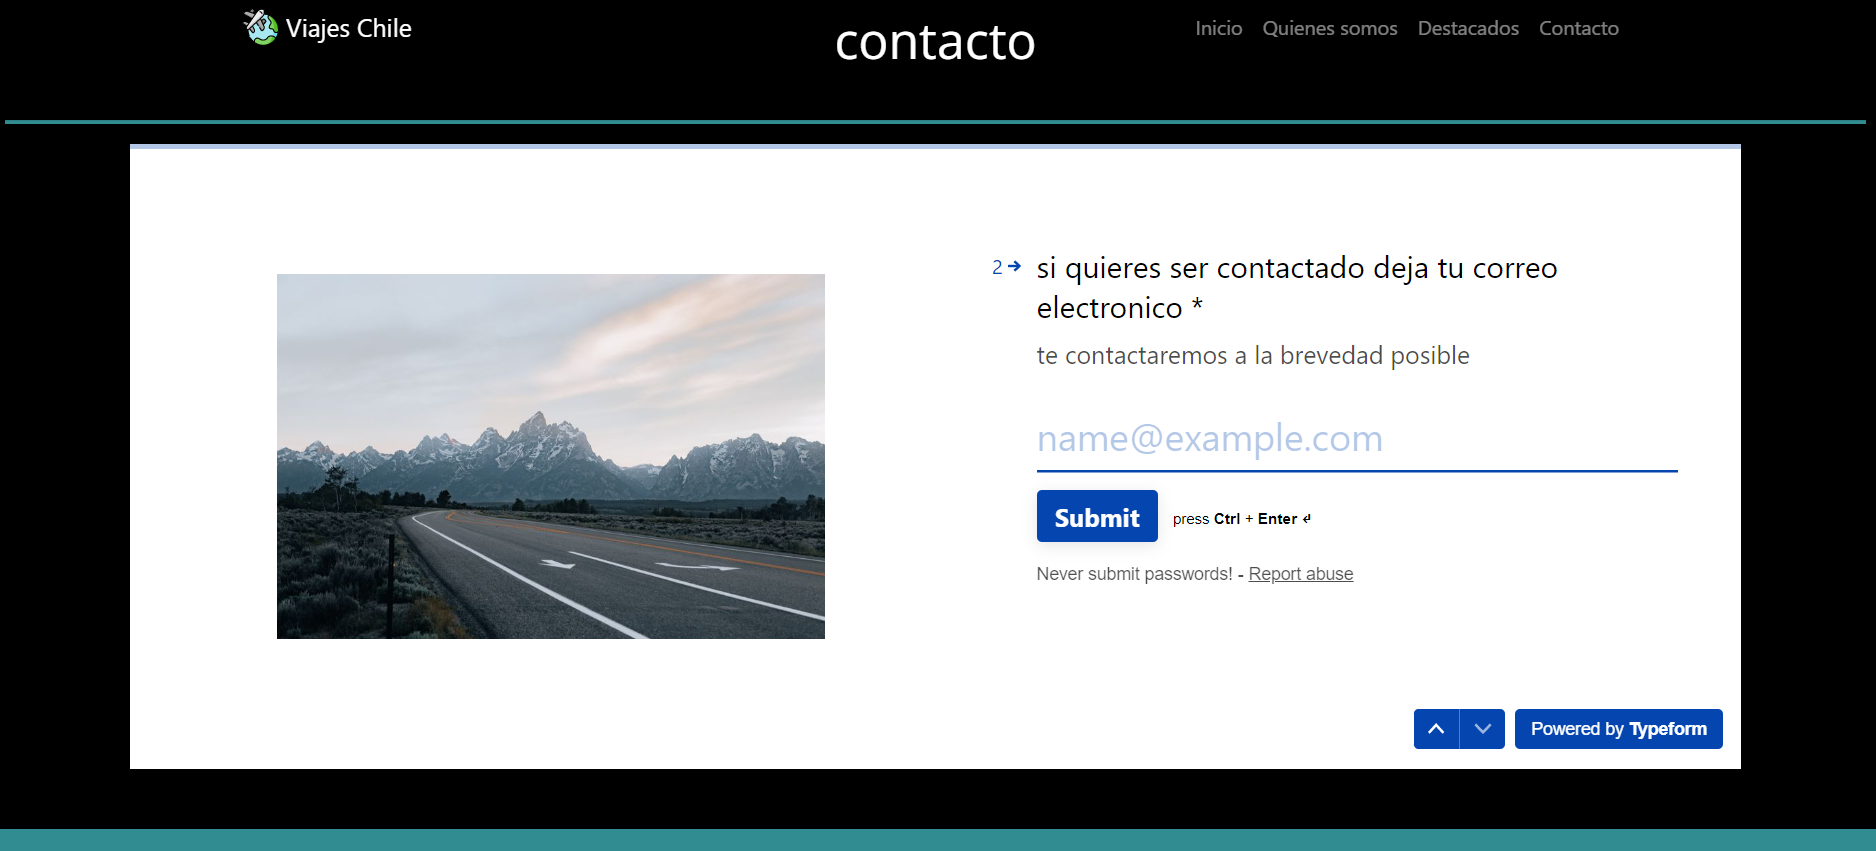 Viajes Chile
contacto
Inicio Quienes somos Destacados Contacto
2 si quieres ser contactado deja tu correo
electronico *
te contactaremos a la brevedad posible
name@example.com
Submit press Ctrl + Enter ↵
Never submit passwords! - Report abuse
Powered by Typeform